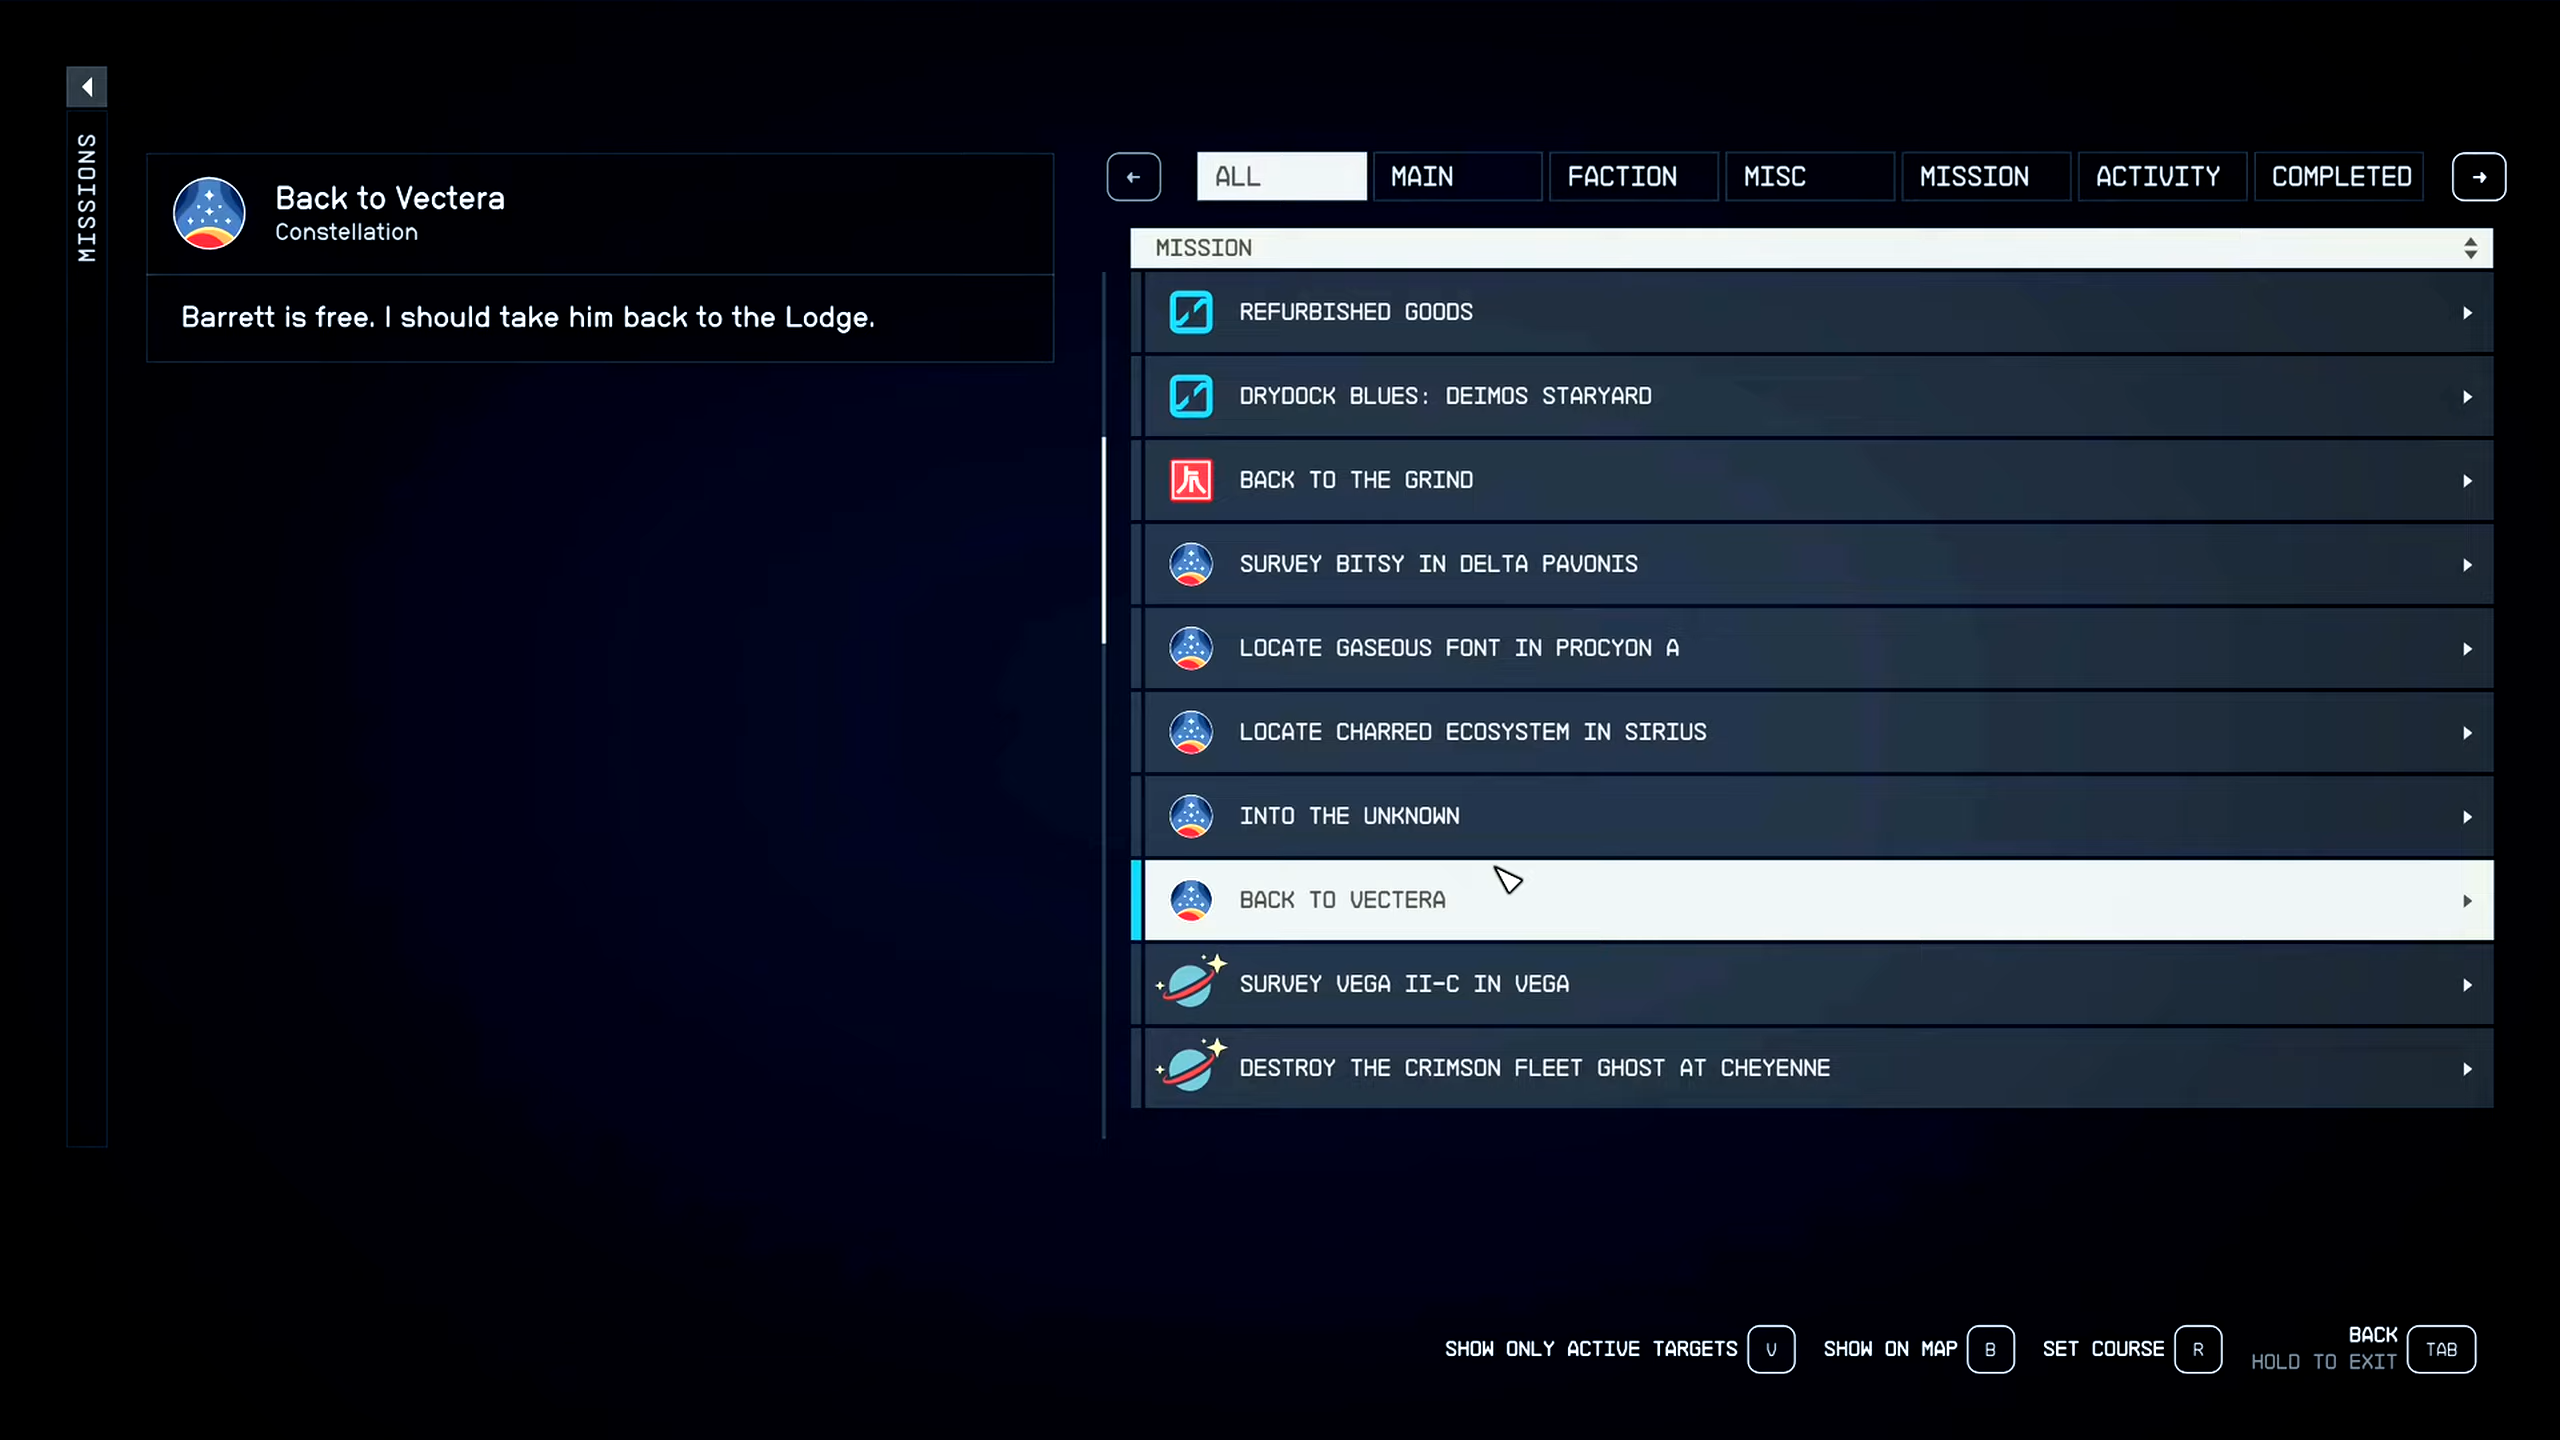 MISSIONS
Back to Vectera
Constellation
Barrett is free. I should take him back to the Lodge.
ALL
MAIN
FACTION
MISC
MISSION
ACTIVITY
COMPLETED
MISSION
REFURBISHED GOODS
DRYDOCK BLUES: DEIMOS STARYARD
BACK TO THE GRIND
SURVEY BITSY IN DELTA PAVONIS
LOCATE GASEOUS FONT IN PROCYON A
LOCATE CHARRED ECOSYSTEM IN SIRIUS
INTO THE UNKNOWN
BACK TO VECTERA
SURVEY VEGA II-C IN VEGA
DESTROY THE CRIMSON FLEET GHOST AT CHEYENNE
SHOW ONLY ACTIVE TARGETS V
SHOW ON MAP B
SET COURSE R
BACK
HOLD TO EXIT TAB